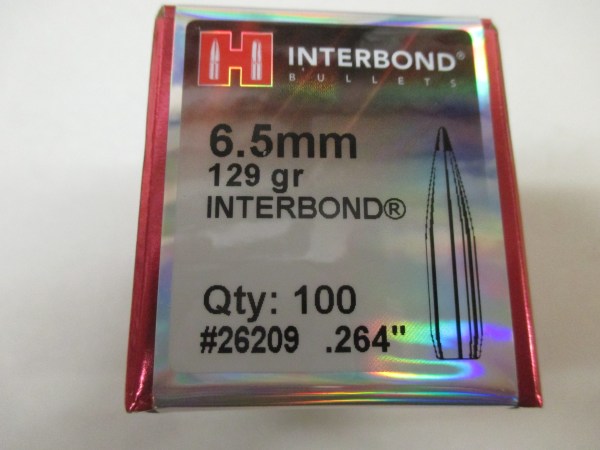 H INTERBOND®
BULLETS
6.5mm
129 gr
INTERBOND®
Qty: 100
#26209 .264"